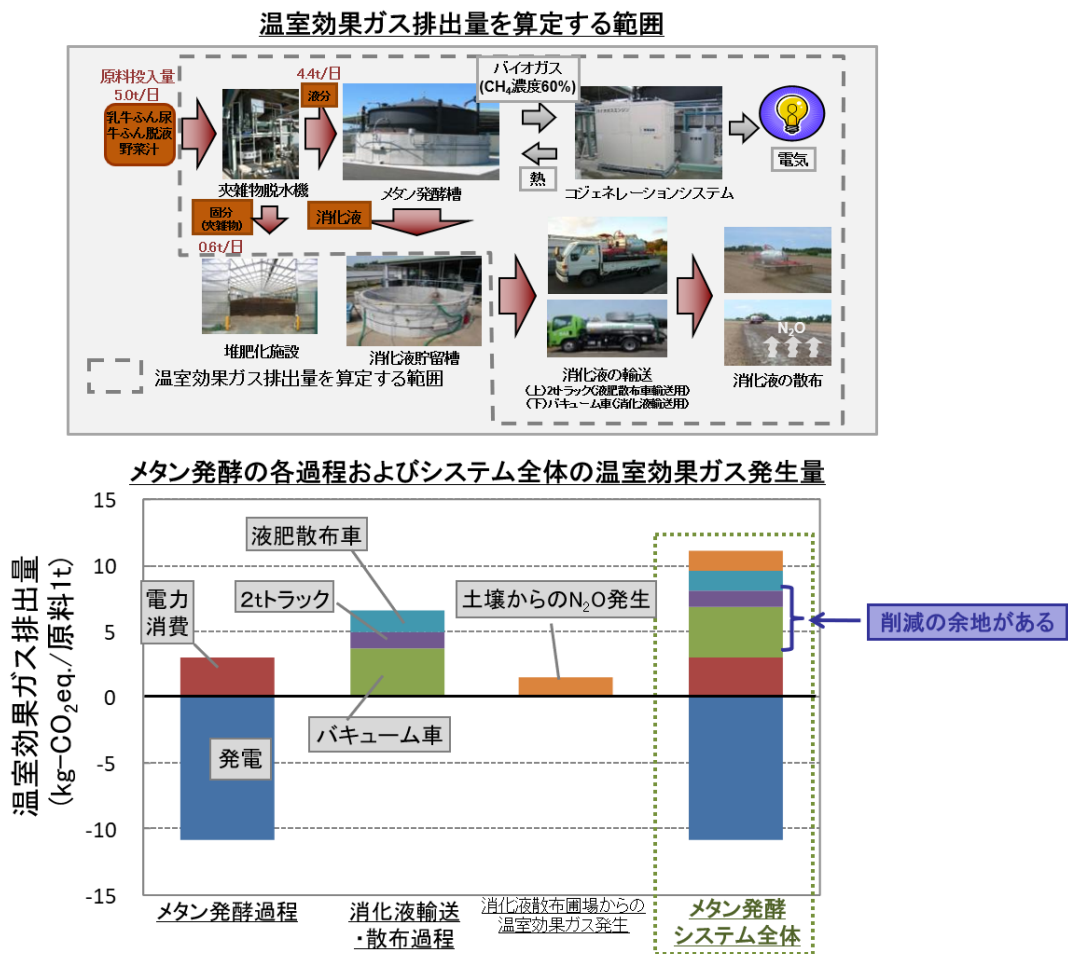 温室効果ガス排出量を算定する範囲
原料投入量
5.0t/日
乳牛ふん尿
牛ふん脱液
野菜汁
4.4t/日
液分
バイオガス
(CH₄濃度60%)
熱
電気
夾雑物脱水機
メタン発酵槽
コジェネレーションシステム
固分
(夾雑物)
0.6t/日
消化液
N₂O
堆肥化施設
消化液貯留槽
消化液の輸送
(上)2tトラック(液肥散布車輸送用)
(下)バキューム車(消化液輸送用)
消化液の散布
温室効果ガス排出量を算定する範囲
メタン発酵の各過程およびシステム全体の温室効果ガス発生量
温室効果ガス排出量
(kg-CO₂eq./原料1t)
15
10
5
0
-5
-10
-15
電力
消費
発電
液肥散布車
2tトラック
バキューム車
土壌からのN₂O発生
削減の余地がある
メタン発酵過程
消化液輸送
・散布過程
消化液散布圃場からの
温室効果ガス発生
メタン発酵
システム全体